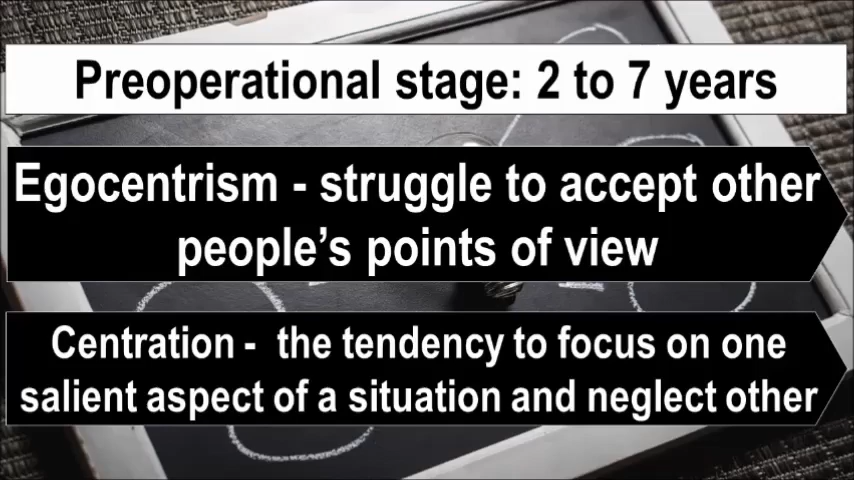 Preoperational stage: 2 to 7 years
Egocentrism - struggle to accept other
people’s points of view
Centration -  the tendency to focus on one
salient aspect of a situation and neglect other